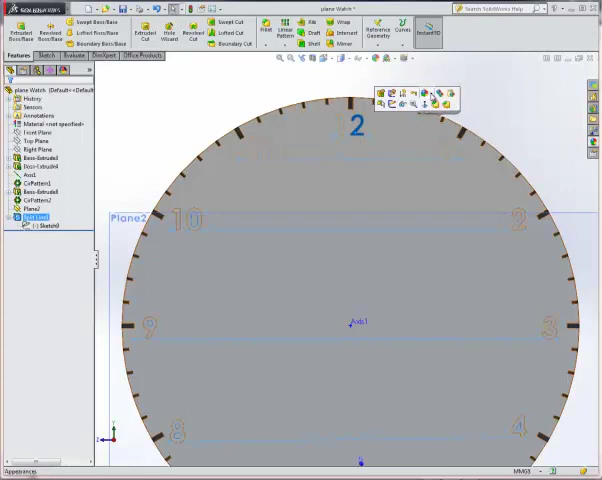 SOLIDWORKS
plane Watch *
Search SolidWorks Help
Extruded Boss/Base
Revolved Boss/Base
Swept Boss/Base
Lofted Boss/Base
Boundary Boss/Base
Extruded Cut
Hole Wizard
Revolved Cut
Swept Cut
Lofted Cut
Boundary Cut
Fillet
Linear Pattern
Rib
Draft
Shell
Wrap
Intersect
Mirror
Reference Geometry
Curves
Instant3D
Features
Sketch
Evaluate
DimXpert
Office Products
plane Watch (Default<<Default
History
Sensors
Annotations
Material <not specified>
Front Plane
Top Plane
Right Plane
Boss-Extrude3
Boss-Extrude4
Axis1
CirPattern1
CirPattern2
Plane2
Split Line1
(-) Sketch9
Plane2
2
10
2
9
Axis1
3
8
4
Y
Z
Appearances
MMGS